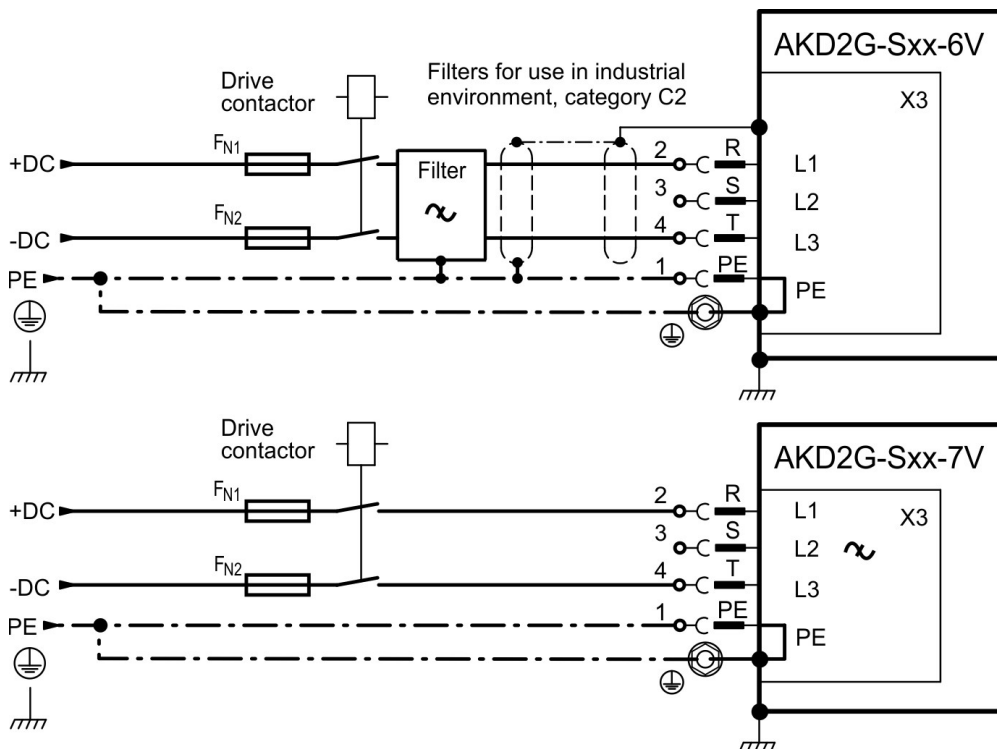 AKD2G-Sxx-6V
Drive
contactor
Filters for use in industrial
environment, category C2
X3
+DC
FN1
Filter
2
R
L1
3
S
L2
-DC
FN2
4
T
L3
PE
1
PE
PE
AKD2G-Sxx-7V
Drive
contactor
+DC
FN1
2
R
L1
X3
3
S
L2
-DC
FN2
4
T
L3
PE
1
PE
PE